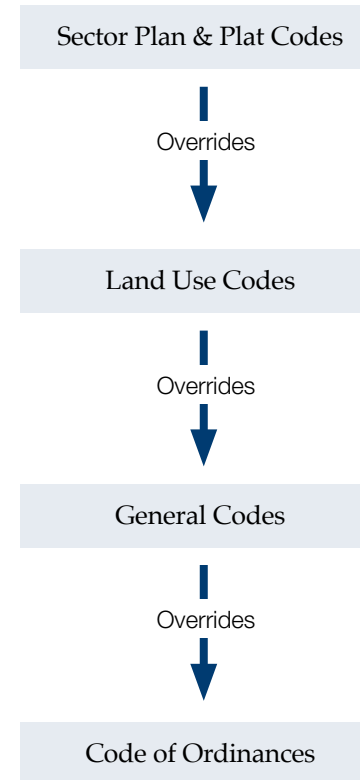 Sector Plan & Plat Codes
Overrides
Land Use Codes
Overrides
General Codes
Overrides
Code of Ordinances